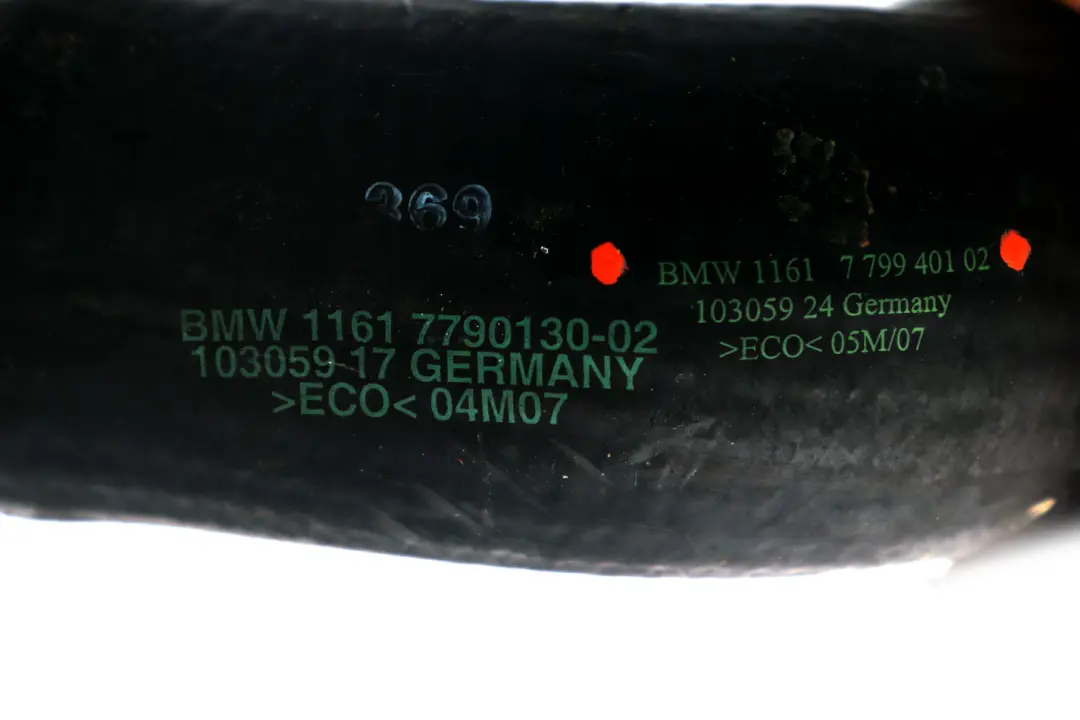 369
BMW 1161 7790130-02
103059 17 GERMANY
>ECO< 04M07
BMW 1161 7 799 401 02
103059 24 Germany
>ECO< 05M/07